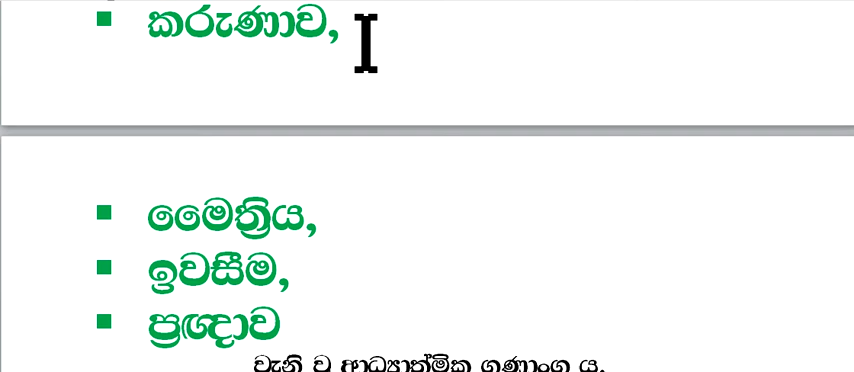 ▪ කරුණාව,
▪ මෛත්‍රිය,
▪ ඉවසීම,
▪ ප්‍රඥාව
වැනි වූ ආධ්‍යාත්මික ගුණාංග ය.